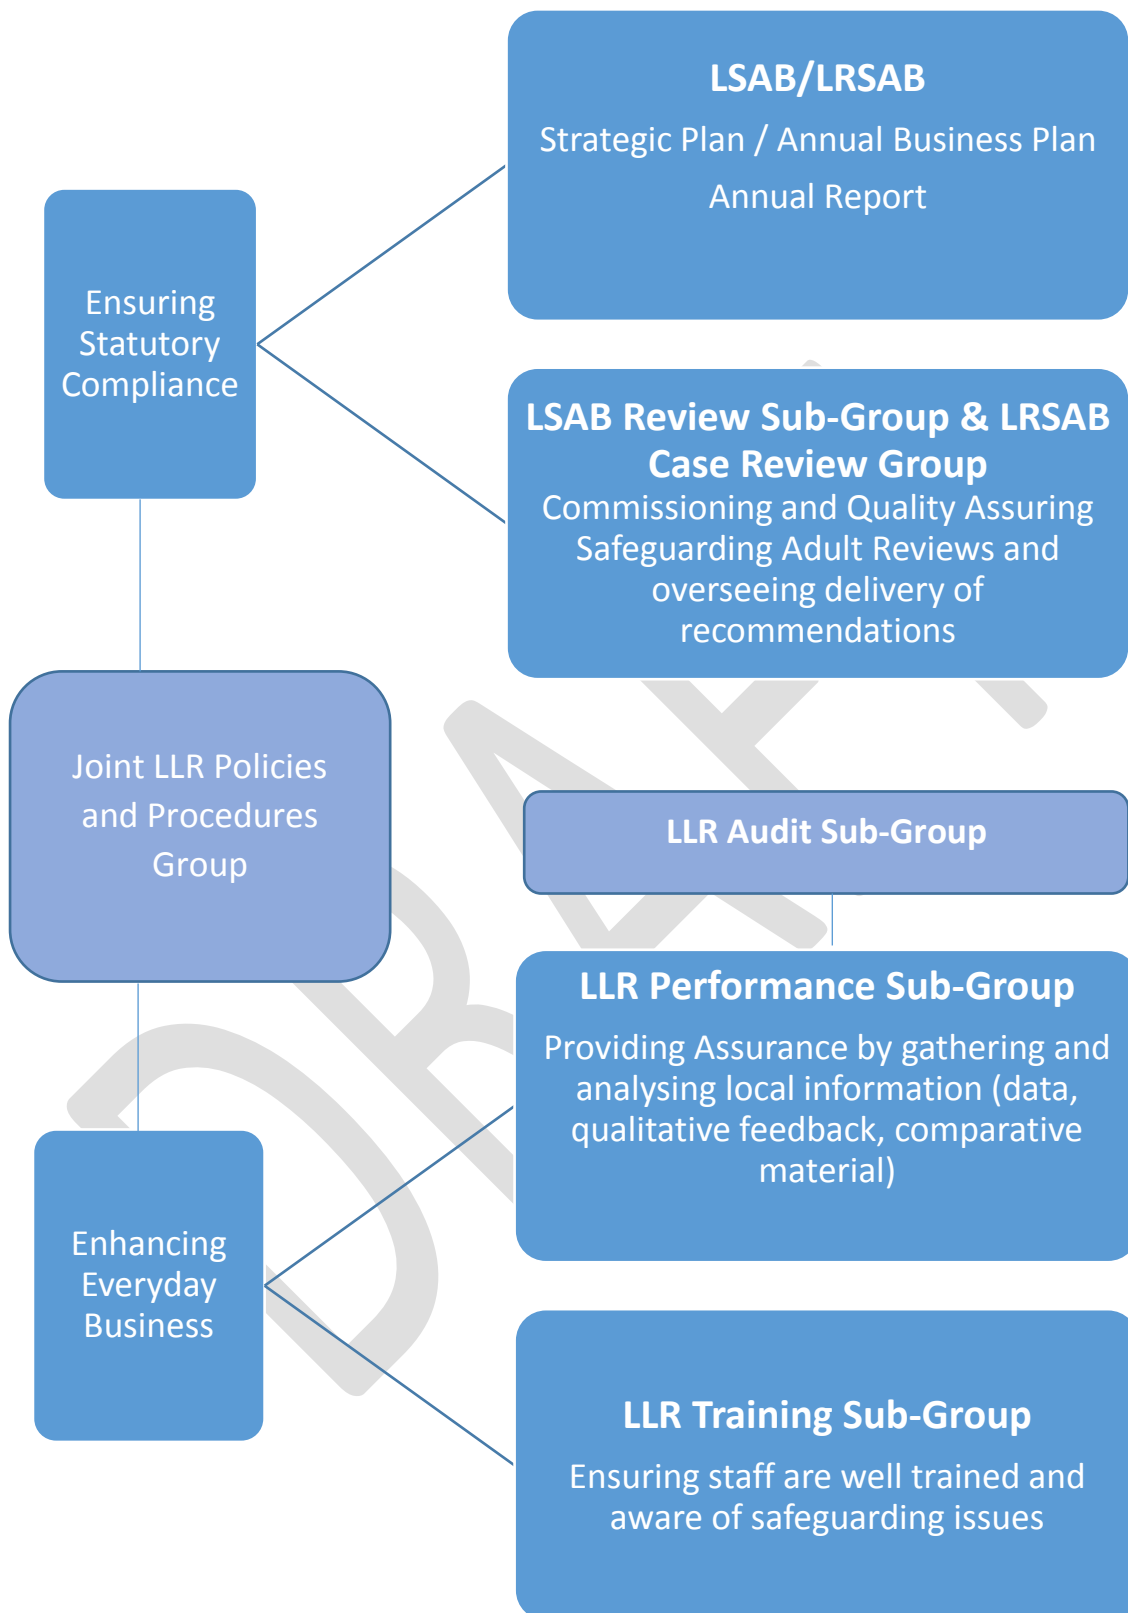 LSAB/LRSAB
Strategic Plan / Annual Business Plan
Annual Report
Ensuring
Statutory
Compliance
LSAB Review Sub-Group & LRSAB
Case Review Group
Commissioning and Quality Assuring
Safeguarding Adult Reviews and
overseeing delivery of
recommendations
Joint LLR Policies
and Procedures
Group
LLR Audit Sub-Group
LLR Performance Sub-Group
Providing Assurance by gathering and
analysing local information (data,
qualitative feedback, comparative
material)
Enhancing
Everyday
Business
LLR Training Sub-Group
Ensuring staff are well trained and
aware of safeguarding issues
DRAFT